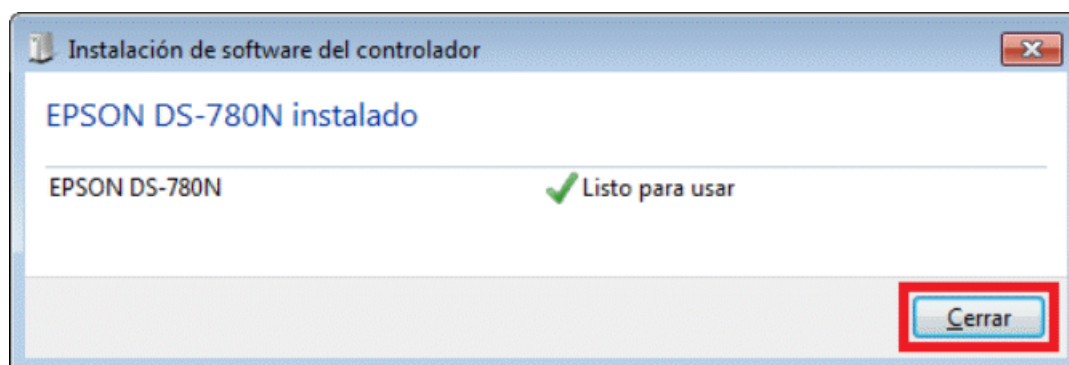 Instalación de software del controlador
EPSON DS-780N instalado
EPSON DS-780N Listo para usar
Cerrar